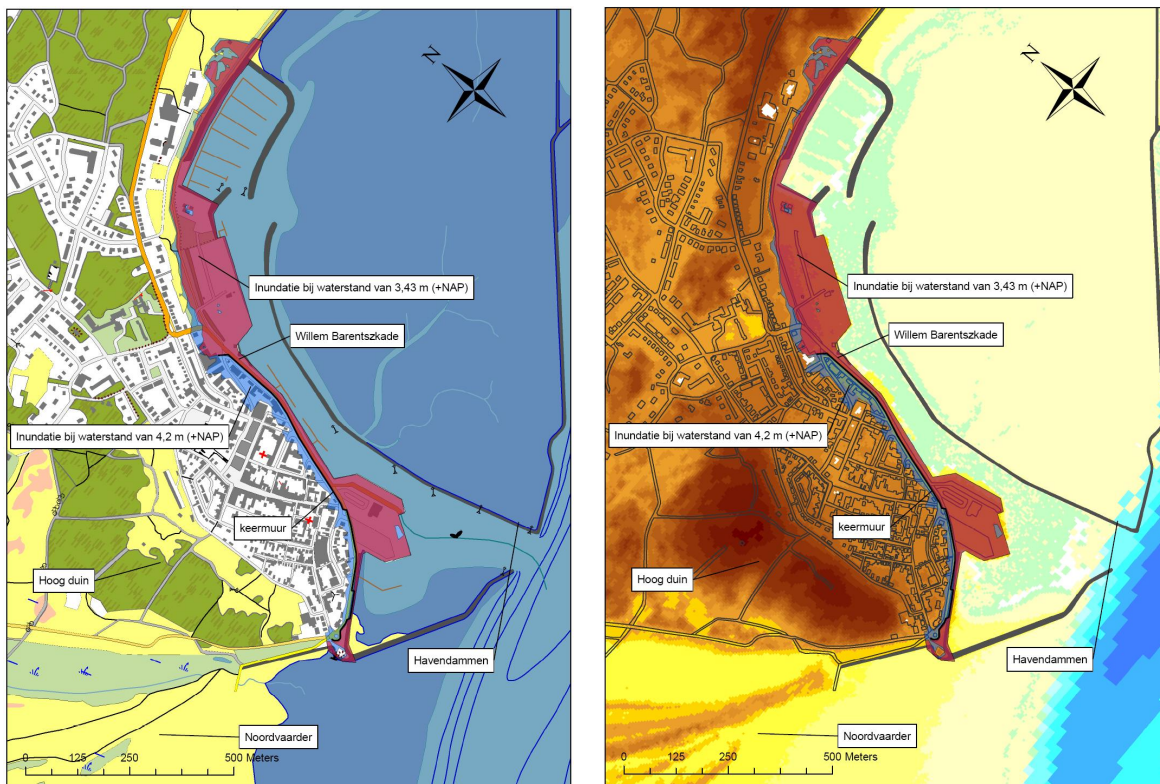 N
Inundatie bij waterstand van 3,43 m (+NAP)
Willem Barentszkade
Inundatie bij waterstand van 4,2 m (+NAP)
keermuur
Hoog duin
Havendammen
Noordvaarder
0 125 250 500 Meters
N
Inundatie bij waterstand van 3,43 m (+NAP)
Willem Barentszkade
Inundatie bij waterstand van 4,2 m (+NAP)
keermuur
Hoog duin
Havendammen
Noordvaarder
0 125 250 500 Meters